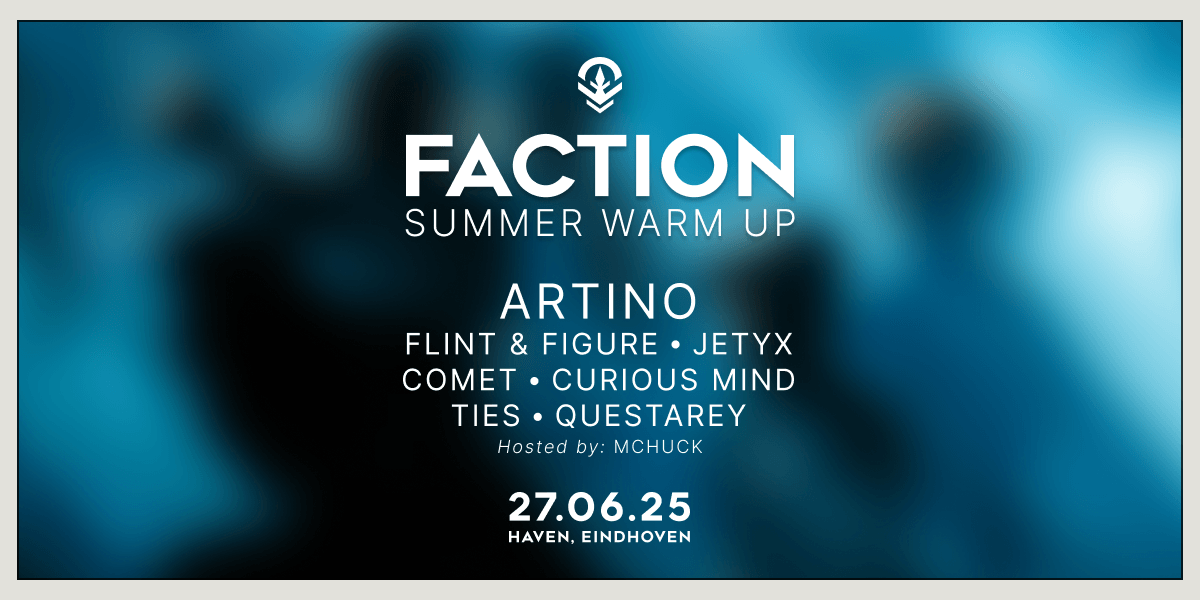 FACTION
SUMMER WARM UP
ARTINO
FLINT & FIGURE • JETYX
COMET • CURIOUS MIND
TIES • QUESTAREY
Hosted by: MCHUCK
27.06.25
HAVEN, EINDHOVEN